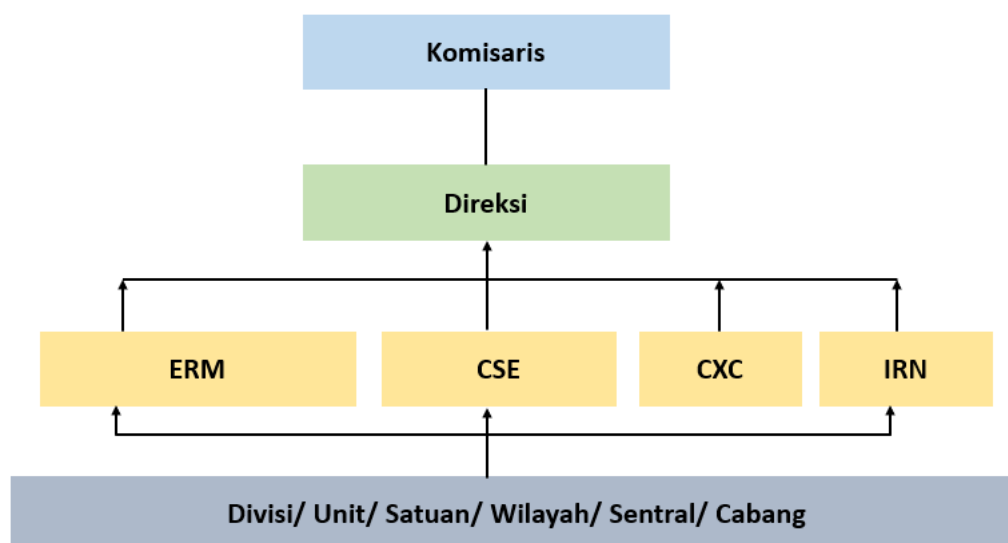 Komisaris
Direksi
ERM
CSE
CXC
IRN
Divisi/ Unit/ Satuan/ Wilayah/ Sentral/ Cabang